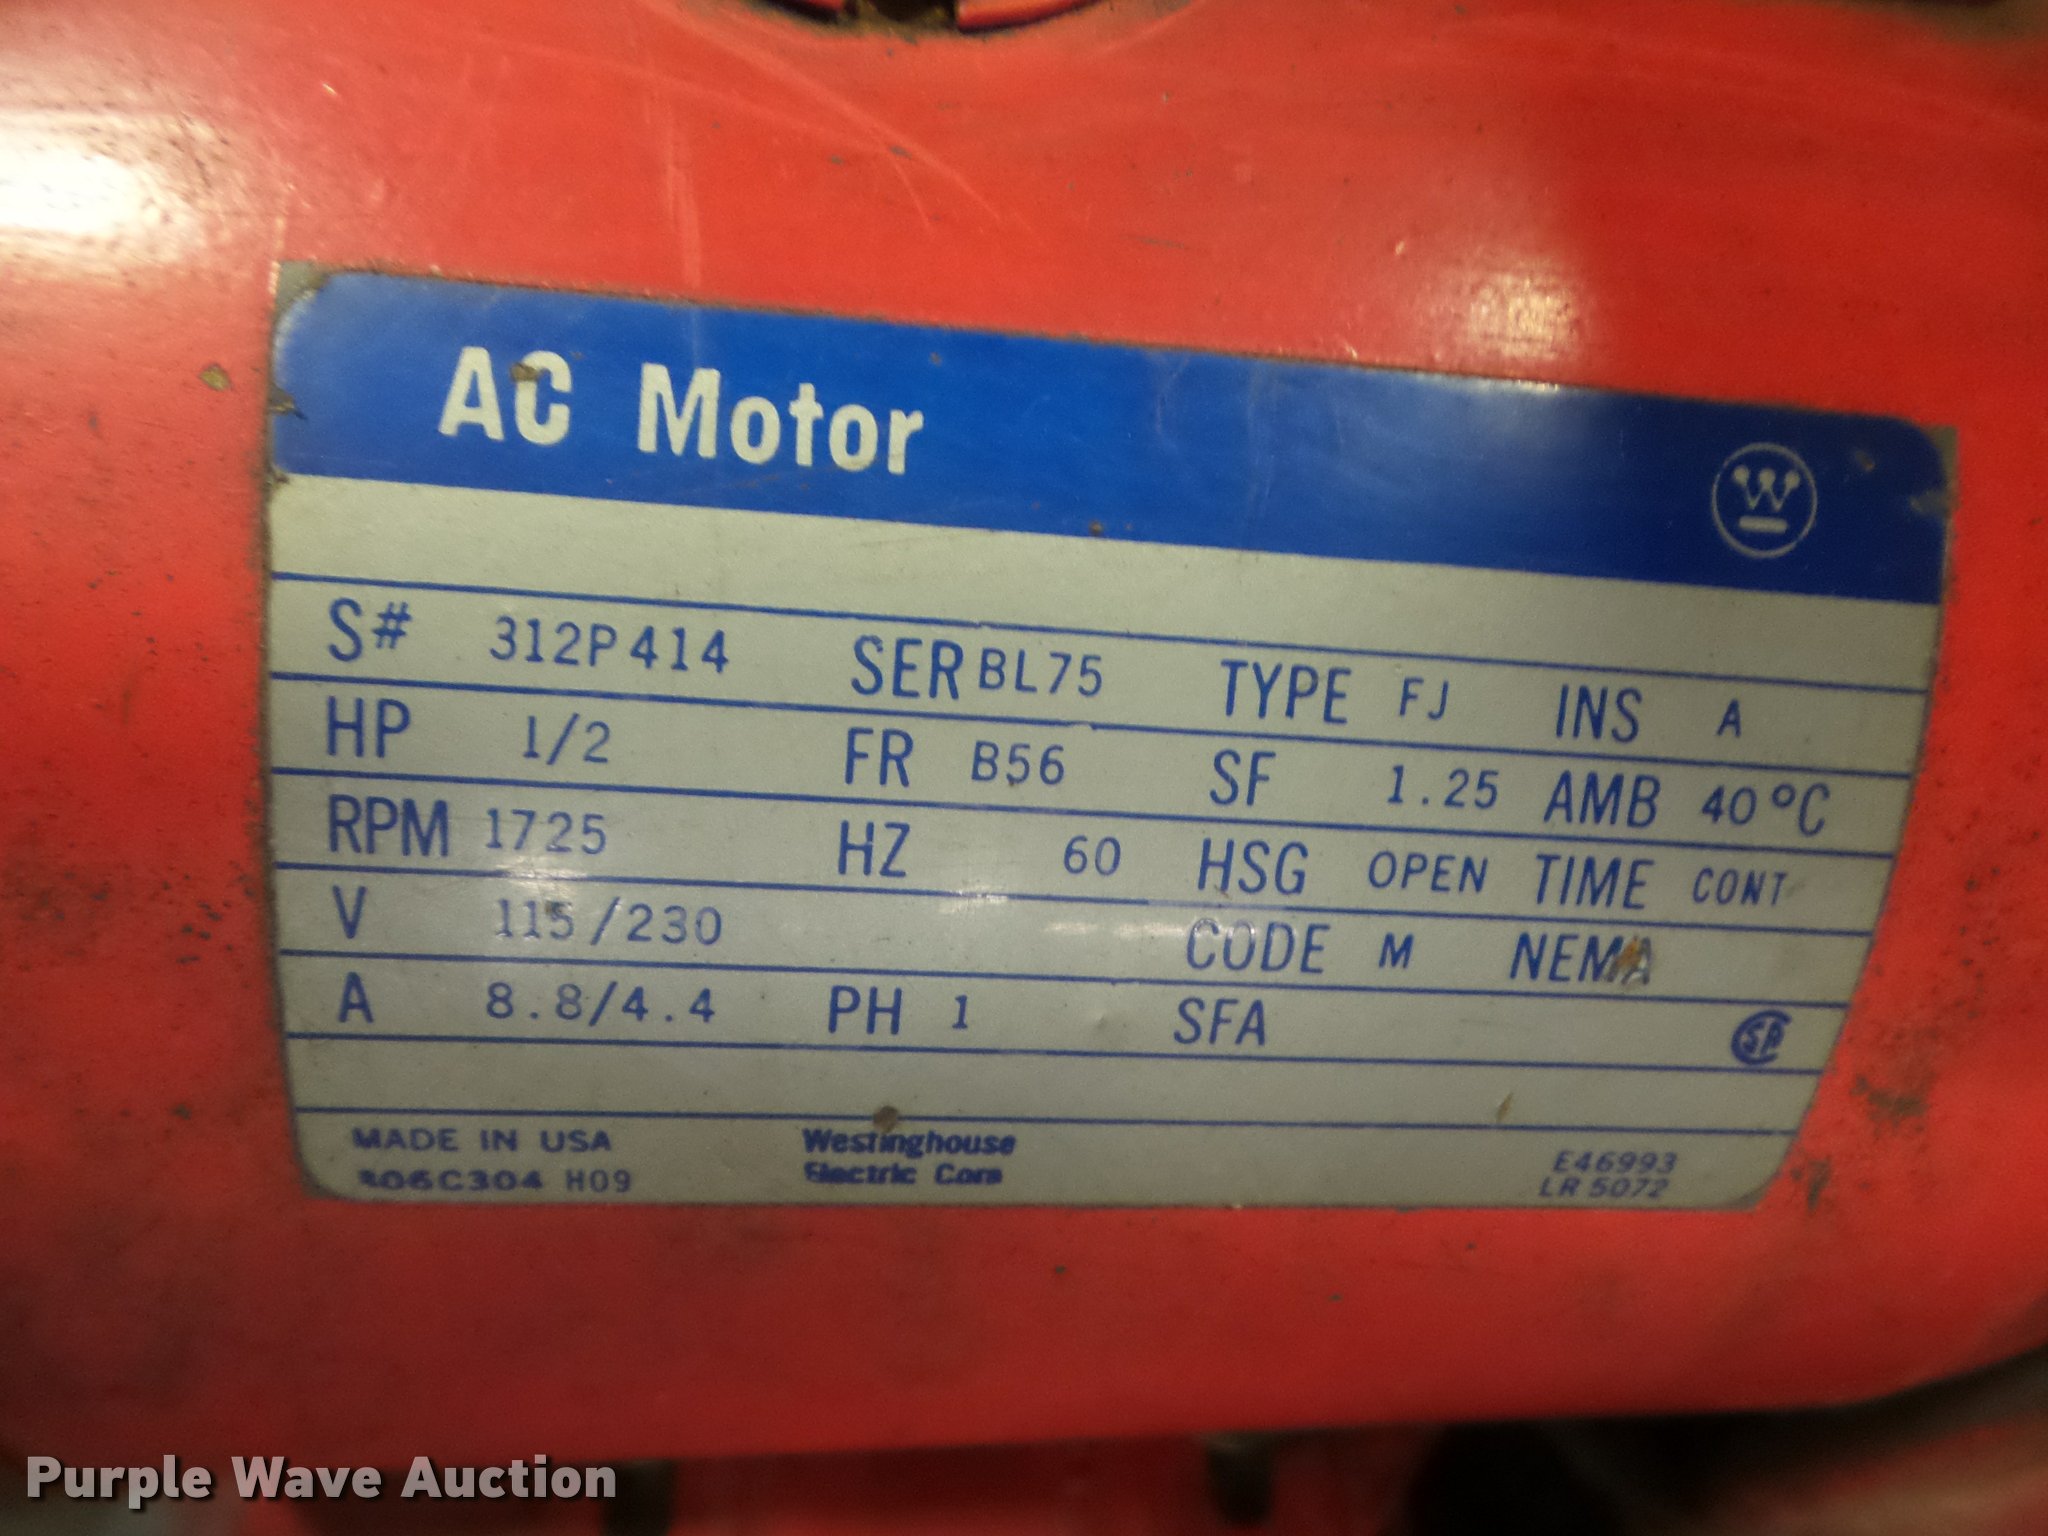 AC Motor
W
S# 312P414 SER BL75 TYPE FJ INS A
HP 1/2 FR B56 SF 1.25 AMB 40°C
RPM 1725 HZ 60 HSG OPEN TIME CONT
V 115/230 CODE M NEMA
A 8.8/4.4 PH 1 SFA SA
MADE IN USA Westinghouse E46993
H09 Electric Corp LR 5072
Purple Wave Auction